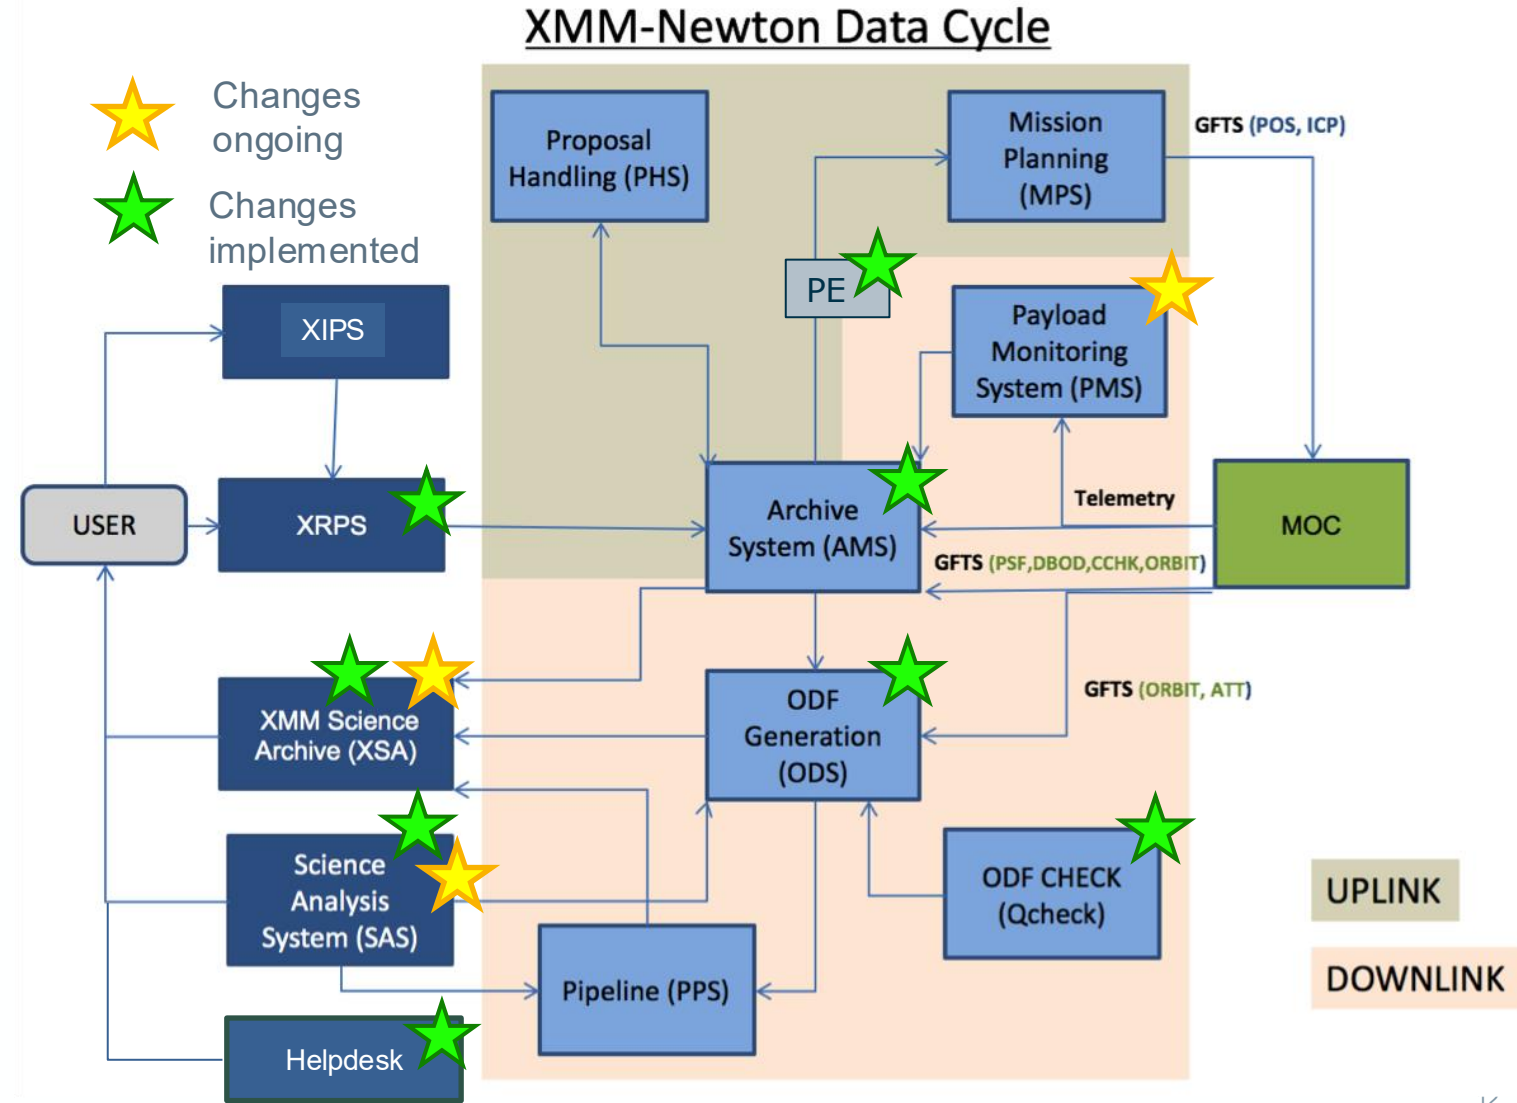 XMM-Newton Data Cycle
Changes
ongoing
Changes
implemented
Proposal
Handling (PHS)
Mission
Planning
(MPS)
GFTS (POS, ICP)
PE
XIPS
Payload
Monitoring
System (PMS)
USER
XRPS
Archive
System (AMS)
Telemetry
MOC
GFTS (PSF,DBOD,CCHK,ORBIT)
XMM Science
Archive (XSA)
ODF
Generation
(ODS)
GFTS (ORBIT, ATT)
Science
Analysis
System (SAS)
ODF CHECK
(Qcheck)
UPLINK
Pipeline (PPS)
DOWNLINK
Helpdesk